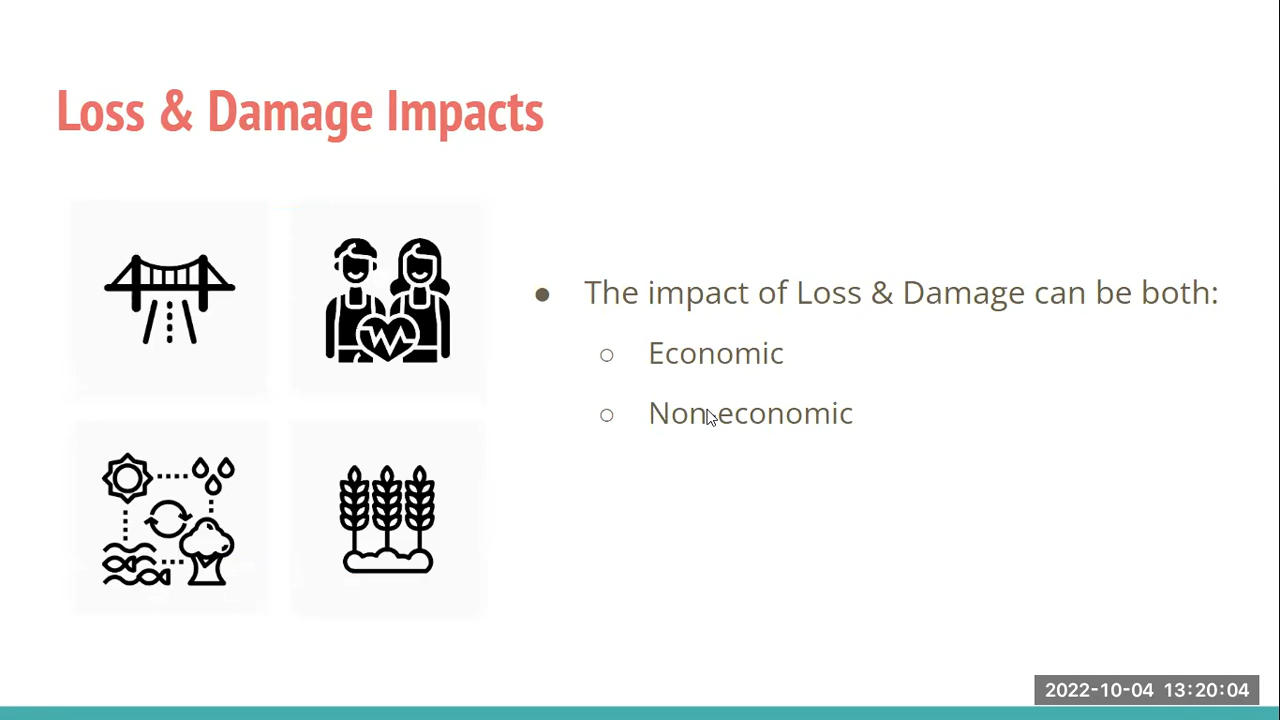 Loss & Damage Impacts
● The impact of Loss & Damage can be both:
○ Economic
○ Non-economic
2022-10-04 13:20:04